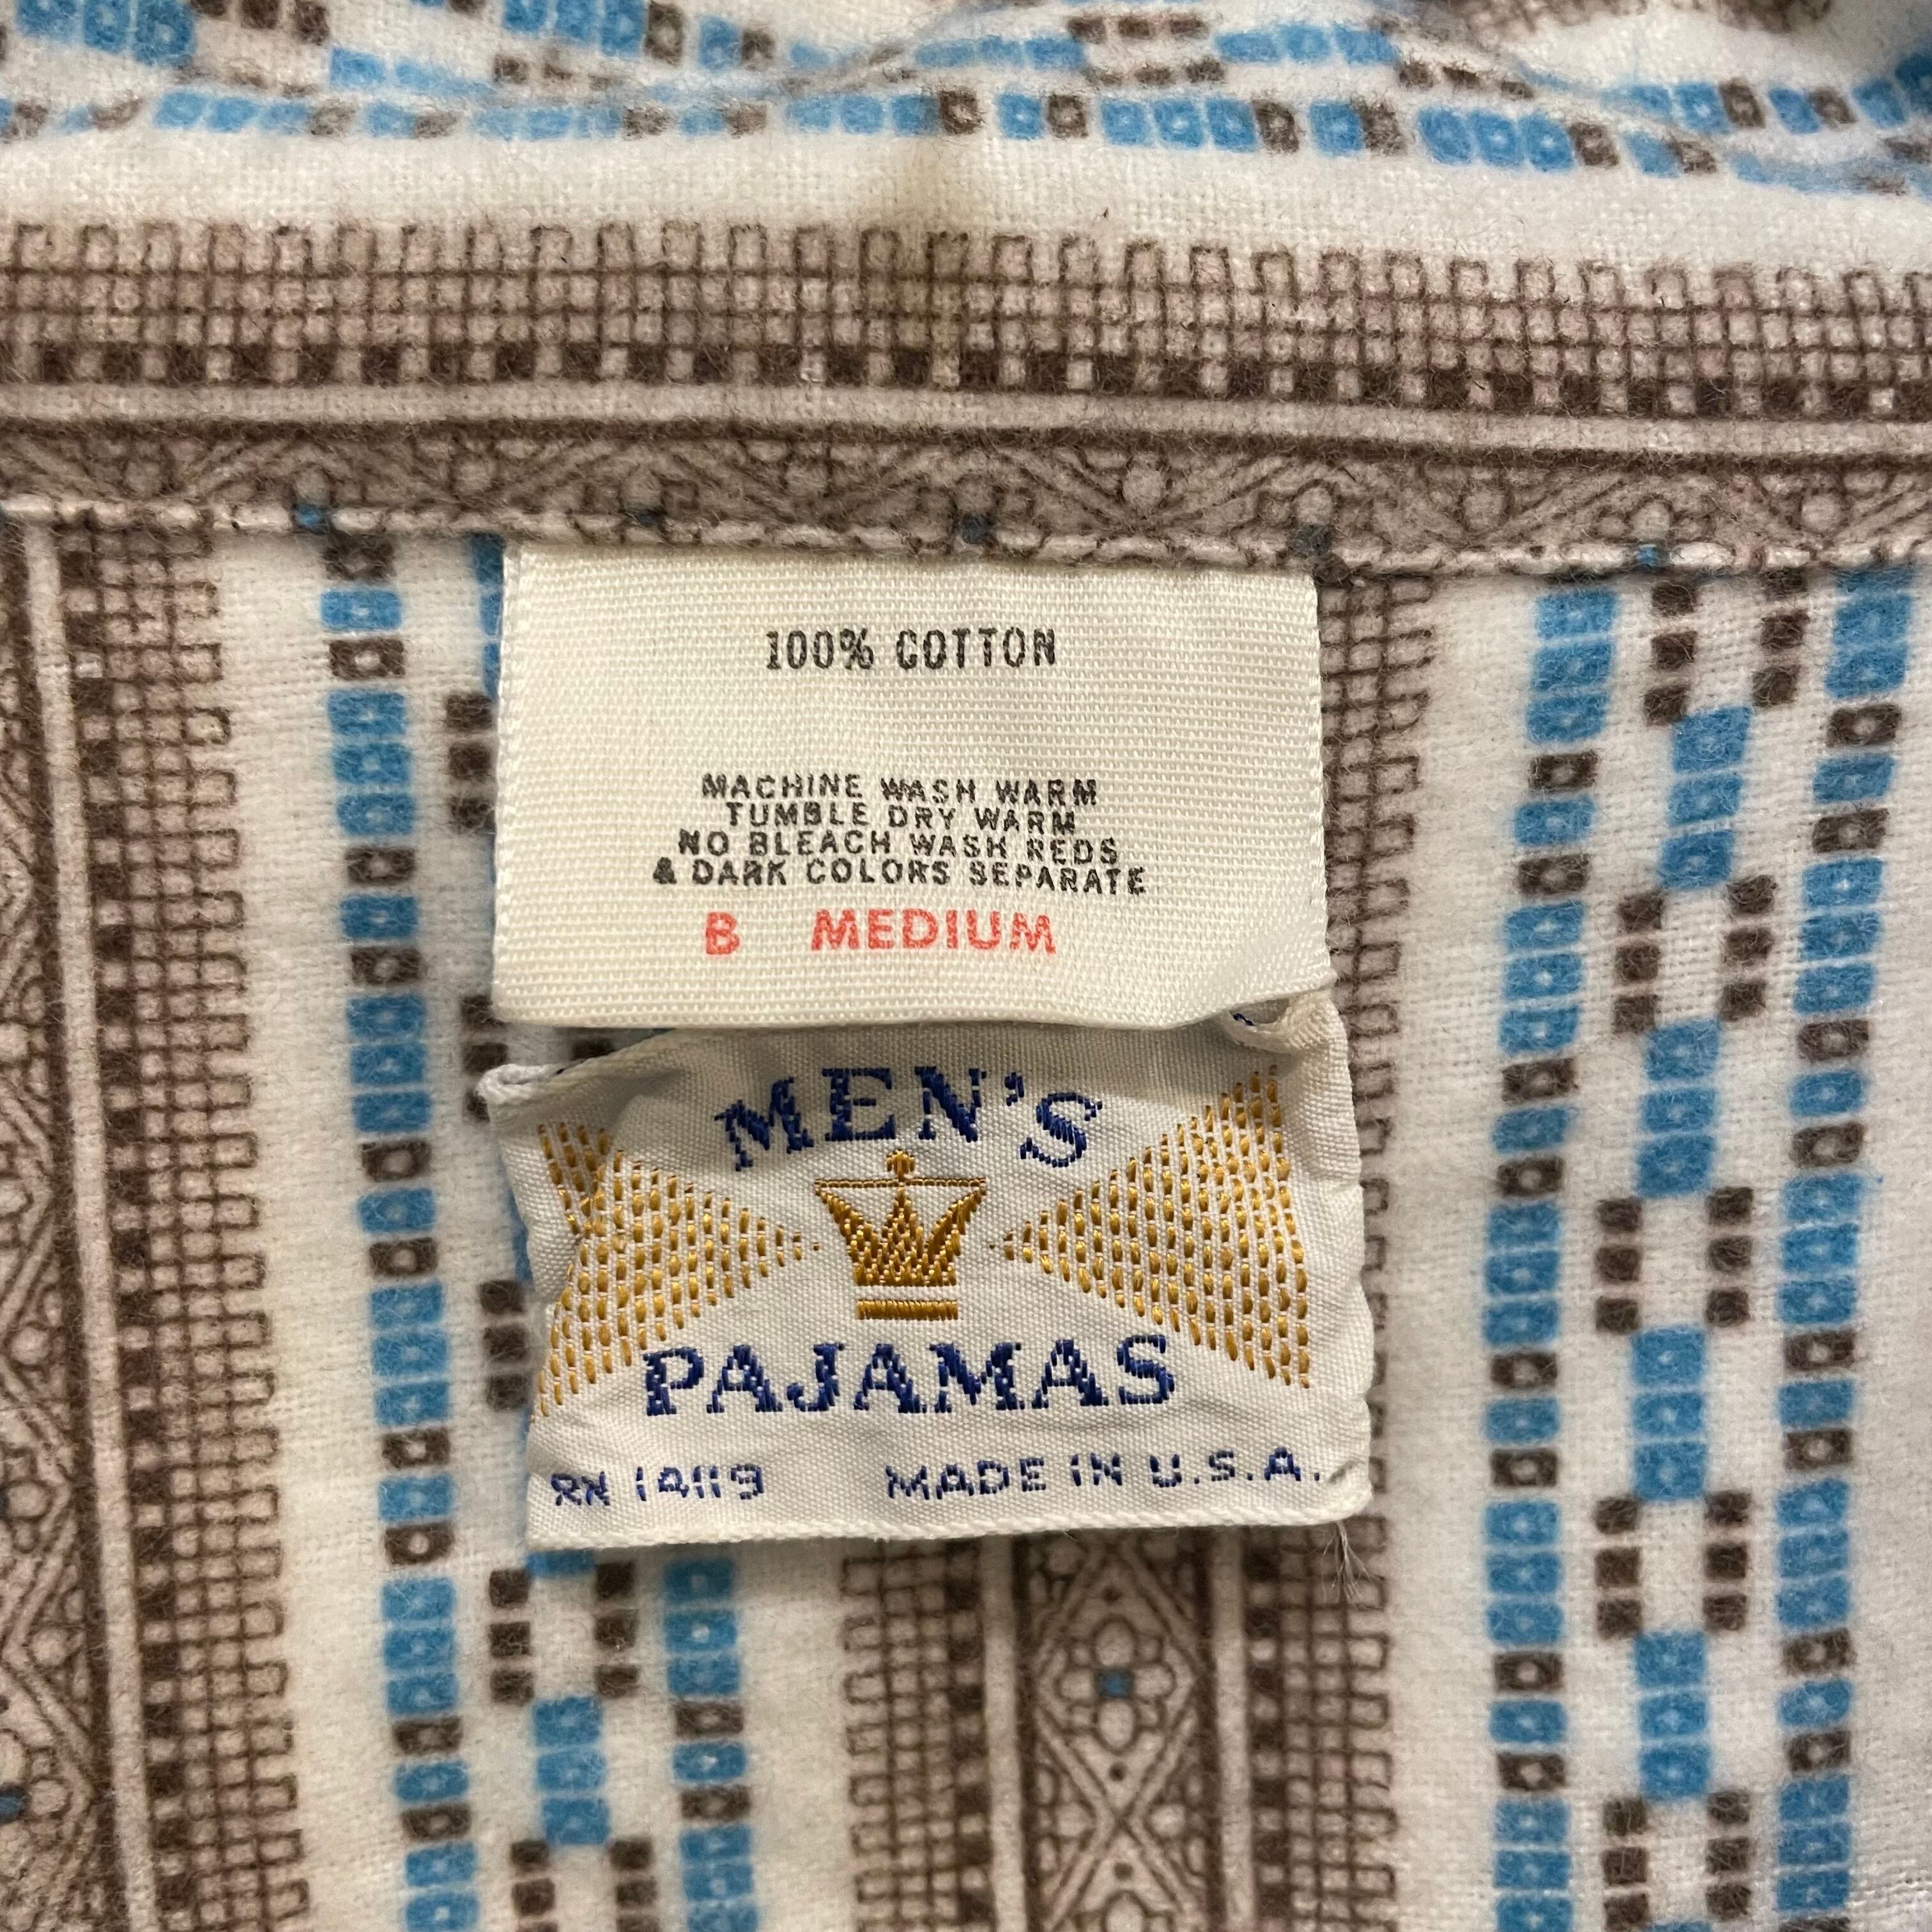 100% COTTON
MACHINE WASH WARM
TUMBLE DRY WARM
NO BLEACH WASH REDS
& DARK COLORS SEPARATE
B MEDIUM
MEN'S
PAJAMAS
RN 14119 MADE IN U.S.A.